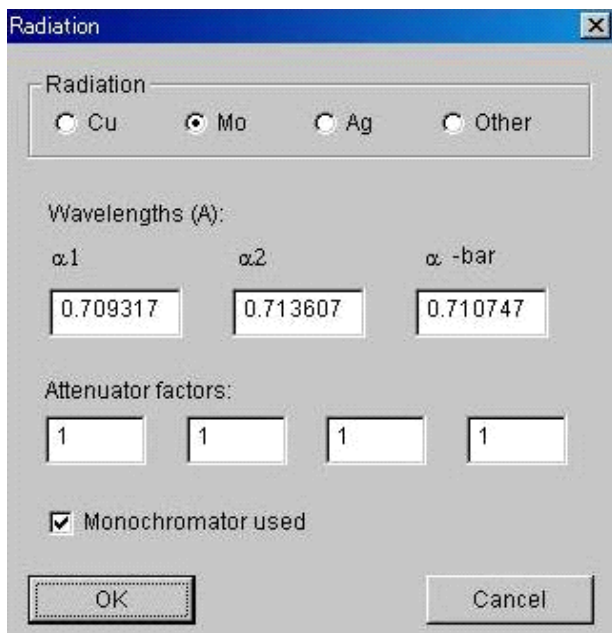 Radiation
Radiation
Cu Mo Ag Other
Wavelengths (A):
α1 α2 α -bar
0.709317 0.713607 0.710747
Attenuator factors:
1 1 1 1
Monochromator used
OK Cancel